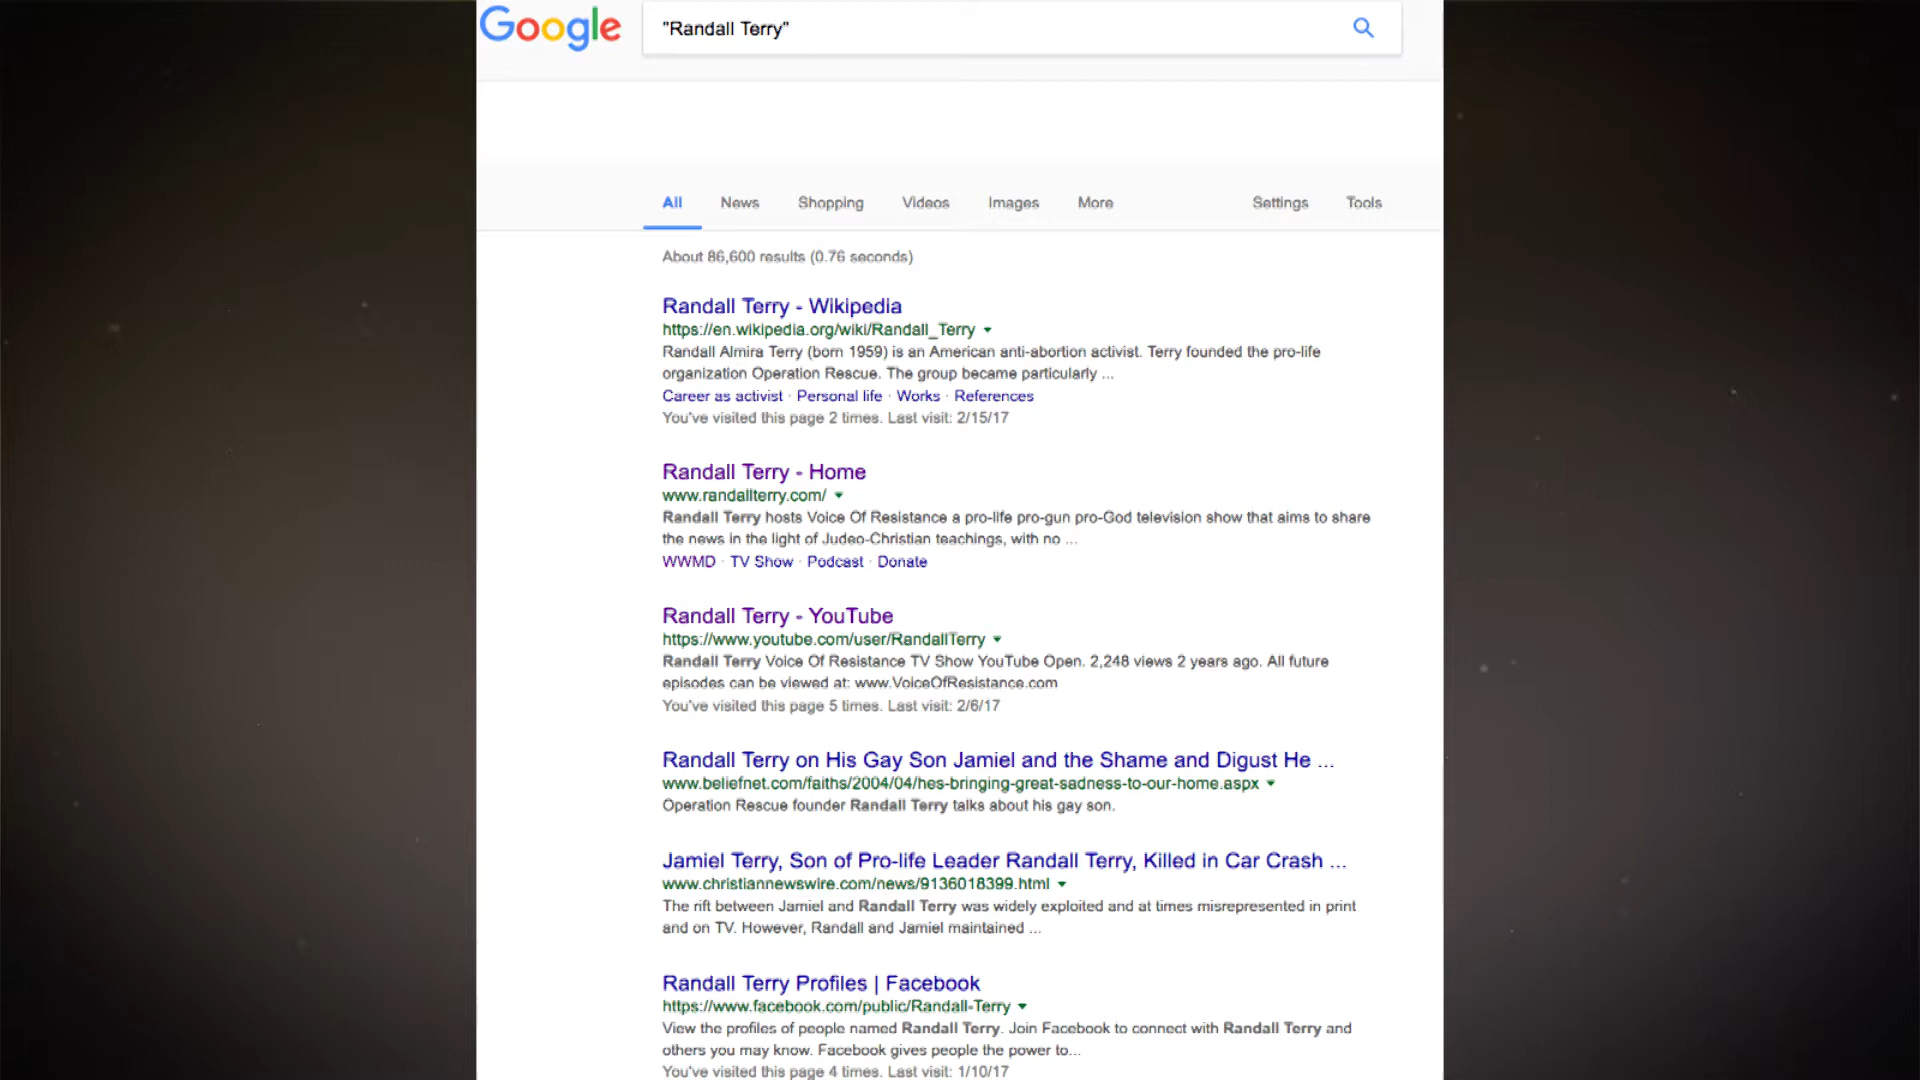 Google
"Randall Terry"
All News Shopping Videos Images More Settings Tools
About 86,600 results (0.76 seconds)
Randall Terry - Wikipedia
https://en.wikipedia.org/wiki/Randall_Terry
Randall Almira Terry (born 1959) is an American anti-abortion activist. Terry founded the pro-life
organization Operation Rescue. The group became particularly ...
Career as activist · Personal life · Works · References
You've visited this page 2 times. Last visit: 2/15/17
Randall Terry - Home
www.randallterry.com/
Randall Terry hosts Voice Of Resistance a pro-life pro-gun pro-God television show that aims to share
the news in the light of Judeo-Christian teachings, with no ...
WWMD · TV Show · Podcast · Donate
Randall Terry - YouTube
https://www.youtube.com/user/RandallTerry
Randall Terry Voice Of Resistance TV Show YouTube Open. 2,248 views 2 years ago. All future
episodes can be viewed at: www.VoiceOfResistance.com
You've visited this page 5 times. Last visit: 2/6/17
Randall Terry on His Gay Son Jamiel and the Shame and Digust He ...
www.beliefnet.com/faiths/2004/04/hes-bringing-great-sadness-to-our-home.aspx
Operation Rescue founder Randall Terry talks about his gay son.
Jamiel Terry, Son of Pro-life Leader Randall Terry, Killed in Car Crash ...
www.christiannewswire.com/news/9136018399.html
The rift between Jamiel and Randall Terry was widely exploited and at times misrepresented in print
and on TV. However, Randall and Jamiel maintained ...
Randall Terry Profiles | Facebook
https://www.facebook.com/public/Randall-Terry
View the profiles of people named Randall Terry. Join Facebook to connect with Randall Terry and
others you may know. Facebook gives people the power to...
You've visited this page 4 times. Last visit: 1/10/17